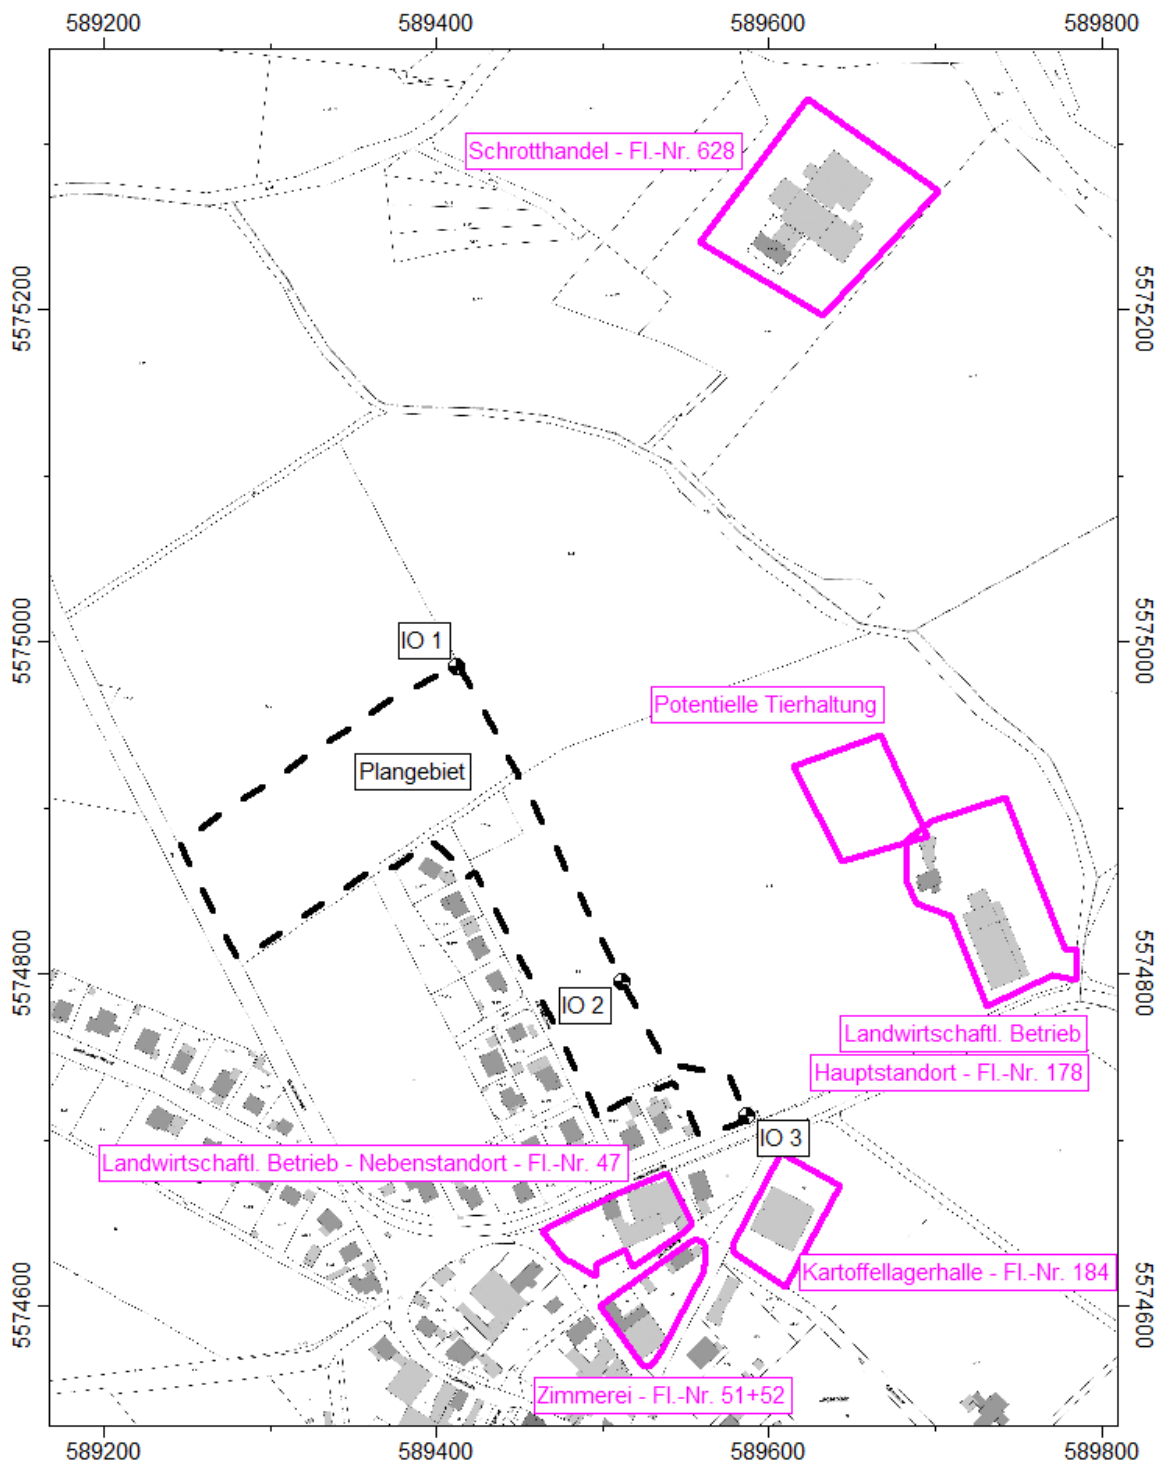 589200 589400 589600 589800
Schrotthandel - Fl.-Nr. 628
5575200 5575200
IO 1
5575000 5575000
Potentielle Tierhaltung
Plangebiet
5574800 5574800
IO 2
Landwirtschaftl. Betrieb
Hauptstandort - Fl.-Nr. 178
IO 3
Landwirtschaftl. Betrieb - Nebenstandort - Fl.-Nr. 47
Kartoffellagerhalle - Fl.-Nr. 184
5574600 5574600
Zimmerei - Fl.-Nr. 51+52
589200 589400 589600 589800